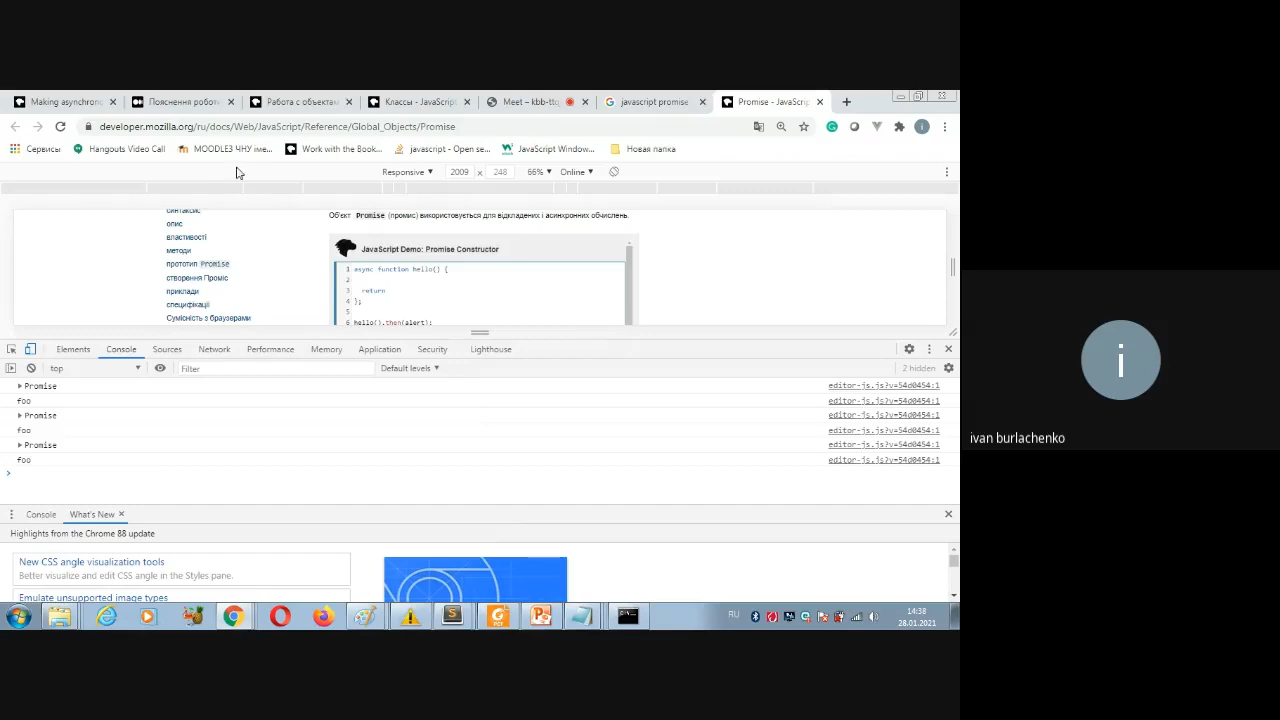 Making asynchrono
Пояснення роботи
Работа с объектам
Классы - JavaScript
Meet – kbb-ttq
javascript promise
Promise - JavaScrip
developer.mozilla.org/ru/docs/Web/JavaScript/Reference/Global_Objects/Promise
Сервисы
Hangouts Video Call
MOODLE3 ЧНУ іме...
Work with the Book...
javascript - Open se...
JavaScript Window...
Новая папка
Responsive
2009
x
248
66%
Online
синтаксис
опис
властивості
методи
прототип Promise
створення Проміс
приклади
специфікації
Сумісність з браузерами
Об'єкт Promise (промис) використовується для відкладених і асинхронних обчислень.
JavaScript Demo: Promise Constructor
1 async function hello() {
2
3 return
4 };
5
6 hello().then(alert);
Elements
Console
Sources
Network
Performance
Memory
Application
Security
Lighthouse
top
Filter
Default levels
2 hidden
Promise editor-js.js?v=54d0454:1
foo editor-js.js?v=54d0454:1
Promise editor-js.js?v=54d0454:1
foo editor-js.js?v=54d0454:1
Promise editor-js.js?v=54d0454:1
foo editor-js.js?v=54d0454:1
Console
What's New
Highlights from the Chrome 88 update
New CSS angle visualization tools
Better visualize and edit CSS angle in the Styles pane.
Emulate unsupported image types
RU
14:38
28.01.2021
i
ivan burlachenko